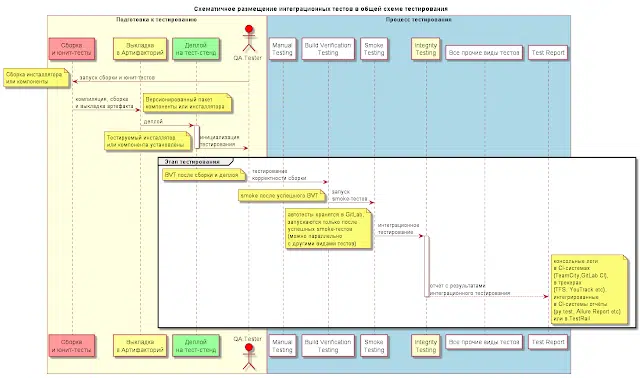 Схематичное размещение интеграционных тестов в общей схеме тестирования
Подготовка к тестированию
Процесс тестирования
Сборка
и юнит-тесты
Выкладка
в Артифакторий
Деплой
на тест-стенд
QA Tester
Manual
Testing
Build Verification
Testing
Smoke
Testing
Integrity
Testing
Все прочие виды тестов
Test Report
Сборка инсталлятора
или компоненты
запуск сборки и юнит-тестов
компиляция, сборка
и выкладка артефакта
Версионированный пакет
компоненты или инсталлятора
деплой
Тестируемый инсталлятор
или компонента установлены
инициализация
тестирования
Этап тестирования
BVT после сборки и деплоя
тестирование
корректности сборки
smoke после успешного BVT
запуск
smoke-тестов
автотесты хранятся в GitLab,
запускаются только после
успешных smoke-тестов
(можно параллельно
с другими видами тестов)
интеграционное
тестирование
отчёт с результатами
интеграционного тестирования
консольные логи
в CI-системах
(TeamCity,GitLab CI),
в трекерах
(TFS, YouTrack etc),
интегрированные
в CI-системы отчёты
(py.test, Allure Report etc)
или в TestRail
Сборка
и юнит-тесты
Выкладка
в Артифакторий
Деплой
на тест-стенд
QA Tester
Manual
Testing
Build Verification
Testing
Smoke
Testing
Integrity
Testing
Все прочие виды тестов
Test Report